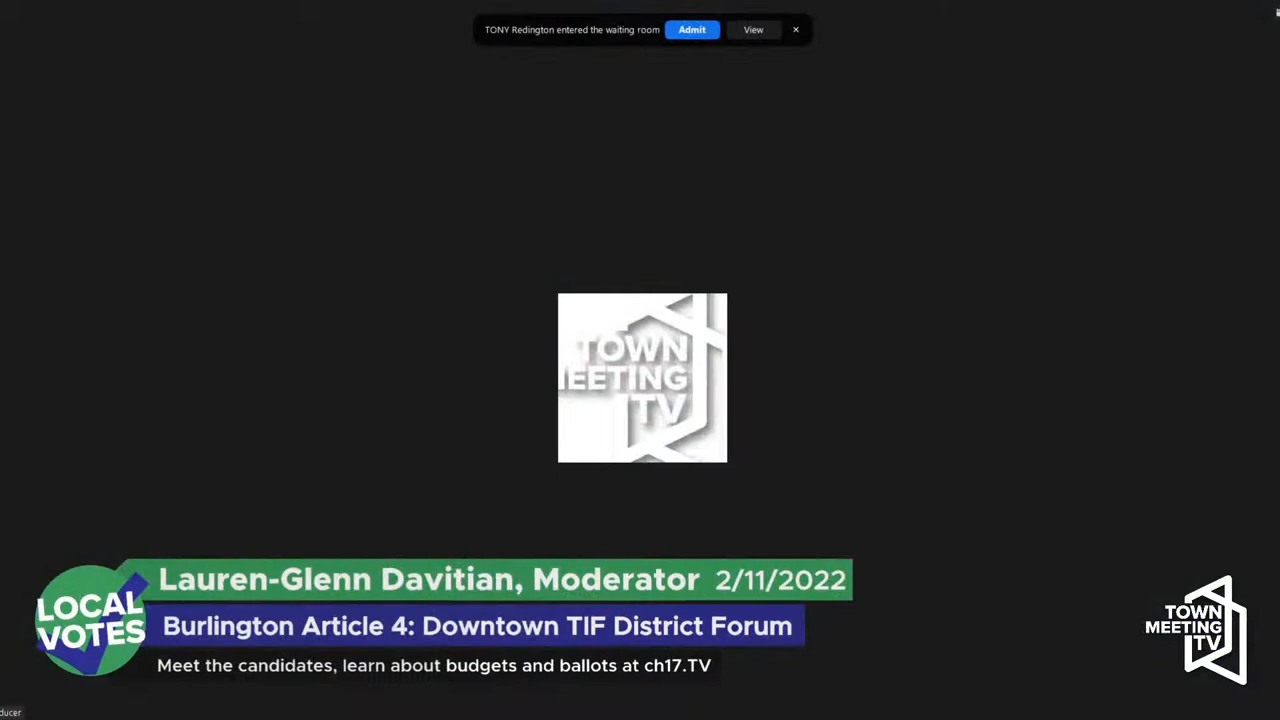 TONY Redington entered the waiting room Admit View ×
TOWN
MEETING
TV
Lauren-Glenn Davitian, Moderator 2/11/2022
LOCAL
VOTES
Burlington Article 4: Downtown TIF District Forum
Meet the candidates, learn about budgets and ballots at ch17.TV
TOWN
MEETING
TV
ducer